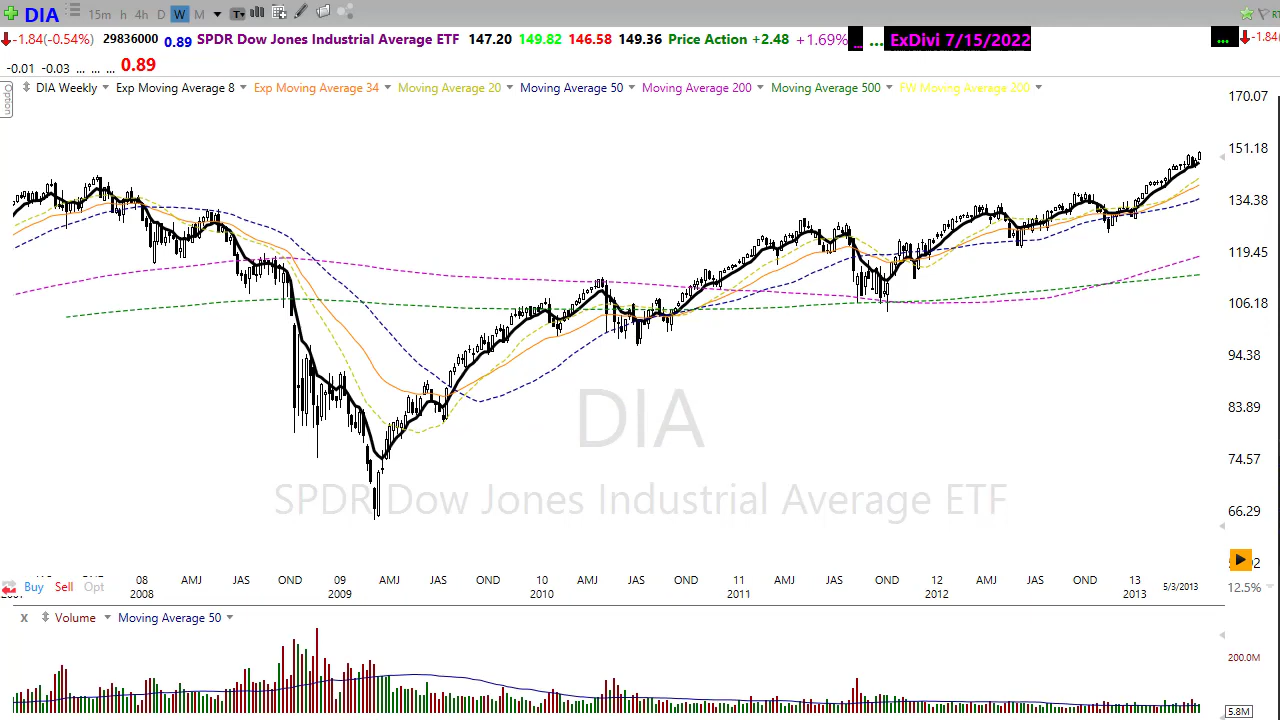 DIA 15m h 4h D W M T
-1.84(-0.54%) 29836000 0.89 SPDR Dow Jones Industrial Average ETF 147.20 149.82 146.58 149.36 Price Action +2.48 +1.69% ... ... ExDivi 7/15/2022 ... -1.84
-0.01 -0.03 ... ... ... 0.89
Option
DIA Weekly Exp Moving Average 8 Exp Moving Average 34 Moving Average 20 Moving Average 50 Moving Average 200 Moving Average 500 FW Moving Average 200
170.07
151.18
134.38
119.45
106.18
94.38
83.89
74.57
66.29
DIA
SPDR Dow Jones Industrial Average ETF
08 AMJ JAS OND 09 AMJ JAS OND 10 AMJ JAS OND 11 AMJ JAS OND 12 AMJ JAS OND 13
Buy Sell Opt 5/3/2013 12.5%
2008 2009 2010 2011 2012 2013
x Volume Moving Average 50
200.0M
5.8M